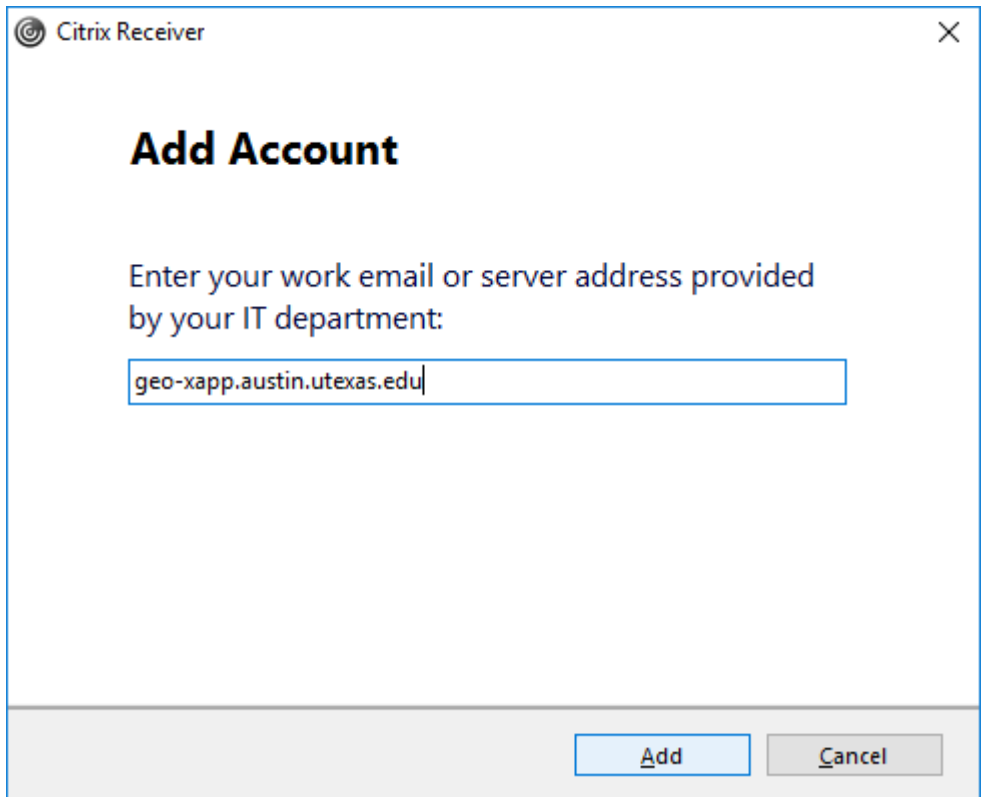 Citrix Receiver
Add Account
Enter your work email or server address provided
by your IT department:
geo-xapp.austin.utexas.edu
Add Cancel